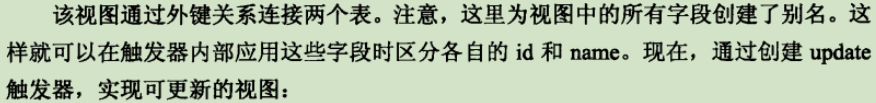 该视图通过外键关系连接两个表。注意，这里为视图中的所有字段创建了别名。这
样就可以在触发器内部应用这些字段时区分各自的 id 和 name。现在，通过创建 update
触发器，实现可更新的视图：